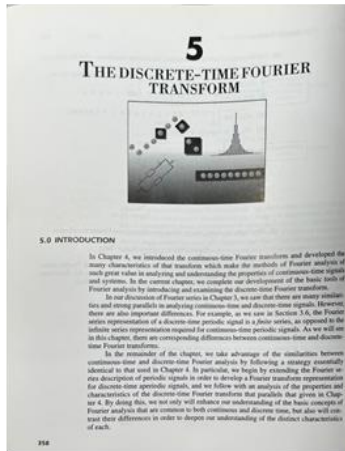 5
THE DISCRETE-TIME FOURIER
TRANSFORM
5.0 INTRODUCTION
In Chapter 4, we introduced the continuous-time Fourier transform and developed the
many characteristics of that transform which make the methods of Fourier analysis of
such great value in analyzing and understanding the properties of continuous-time signals
and systems. In the current chapter, we complete our development of the basic tools of
Fourier analysis by introducing and examining the discrete-time Fourier transform.
In our discussion of Fourier series in Chapter 3, we saw that there are many similari-
ties and strong parallels in analyzing continuous-time and discrete-time signals. However,
there are also important differences. For example, as we saw in Section 3.6, the Fourier
series representation of a discrete-time periodic signal is a finite series, as opposed to the
infinite series representation required for continuous-time periodic signals. As we will see
in this chapter, there are corresponding differences between continuous-time and discrete-
time Fourier transforms.
In the remainder of the chapter, we take advantage of the similarities between
continuous-time and discrete-time Fourier analysis by following a strategy essentially
identical to that used in Chapter 4. In particular, we begin by extending the Fourier se-
ries description of periodic signals in order to develop a Fourier transform representation
for discrete-time aperiodic signals, and we follow with an analysis of the properties and
characteristics of the discrete-time Fourier transform that parallels that given in Chap-
ter 4. By doing this, we not only will enhance our understanding of the basic concepts of
Fourier analysis that are common to both continuous and discrete time, but also will con-
trast their differences in order to deepen our understanding of the distinct characteristics
of each.
358